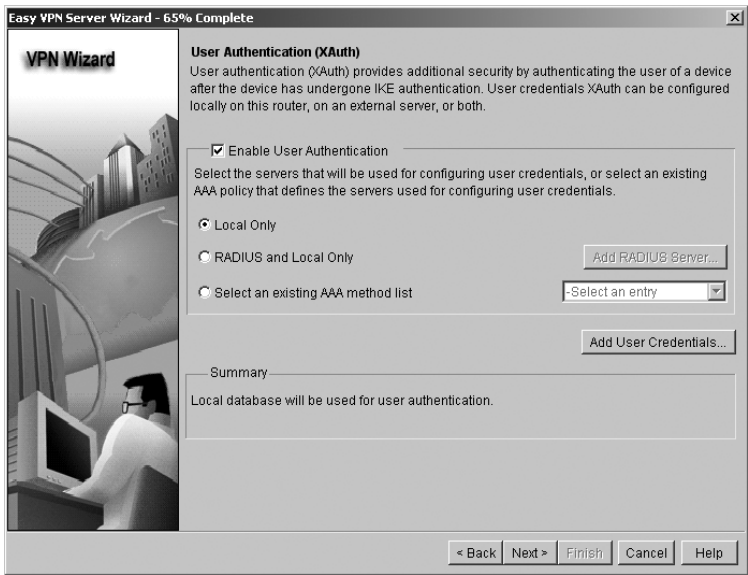 Easy VPN Server Wizard - 65% Complete
VPN Wizard
User Authentication (XAuth)
User authentication (XAuth) provides additional security by authenticating the user of a device
after the device has undergone IKE authentication. User credentials XAuth can be configured
locally on this router, on an external server, or both.
Enable User Authentication
Select the servers that will be used for configuring user credentials, or select an existing
AAA policy that defines the servers used for configuring user credentials.
Local Only
RADIUS and Local Only
Add RADIUS Server...
Select an existing AAA method list
-Select an entry
Add User Credentials...
Summary
Local database will be used for user authentication.
< Back
Next >
Finish
Cancel
Help